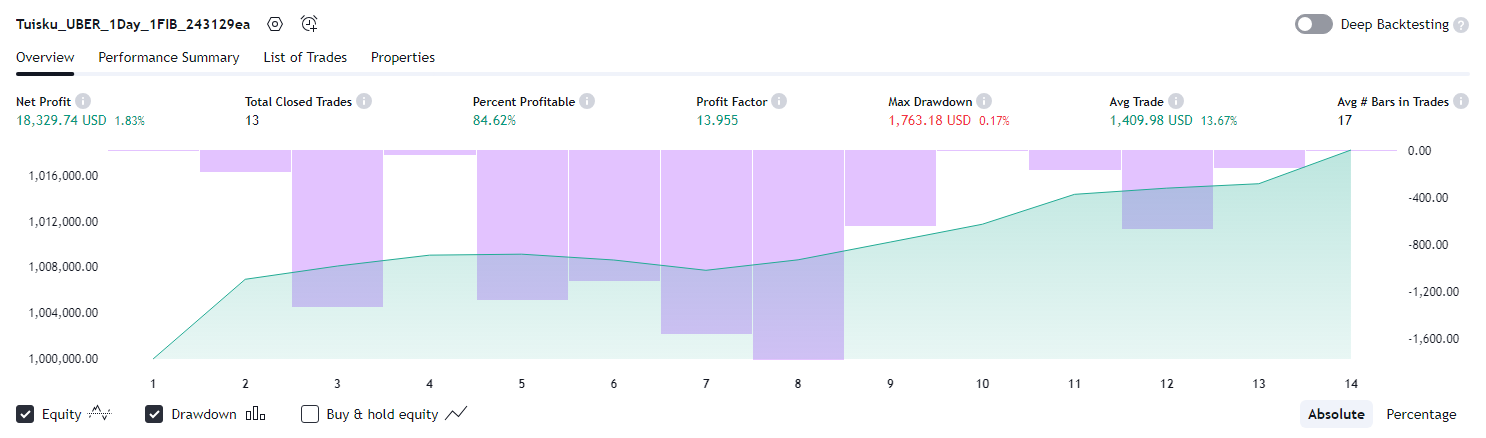 Tuisku_UBER_1Day_1FIB_243129ea
Deep Backtesting ?
Overview Performance Summary List of Trades Properties
Net Profit i Total Closed Trades i Percent Profitable i Profit Factor i Max Drawdown i Avg Trade i Avg # Bars in Trades i
18,329.74 USD 1.83% 13 84.62% 13.955 1,763.18 USD 0.17% 1,409.98 USD 13.67% 17
1,016,000.00
1,012,000.00
1,008,000.00
1,004,000.00
1,000,000.00
0.00
-400.00
-800.00
-1,200.00
-1,600.00
1 2 3 4 5 6 7 8 9 10 11 12 13 14
Equity Drawdown Buy & hold equity Absolute Percentage